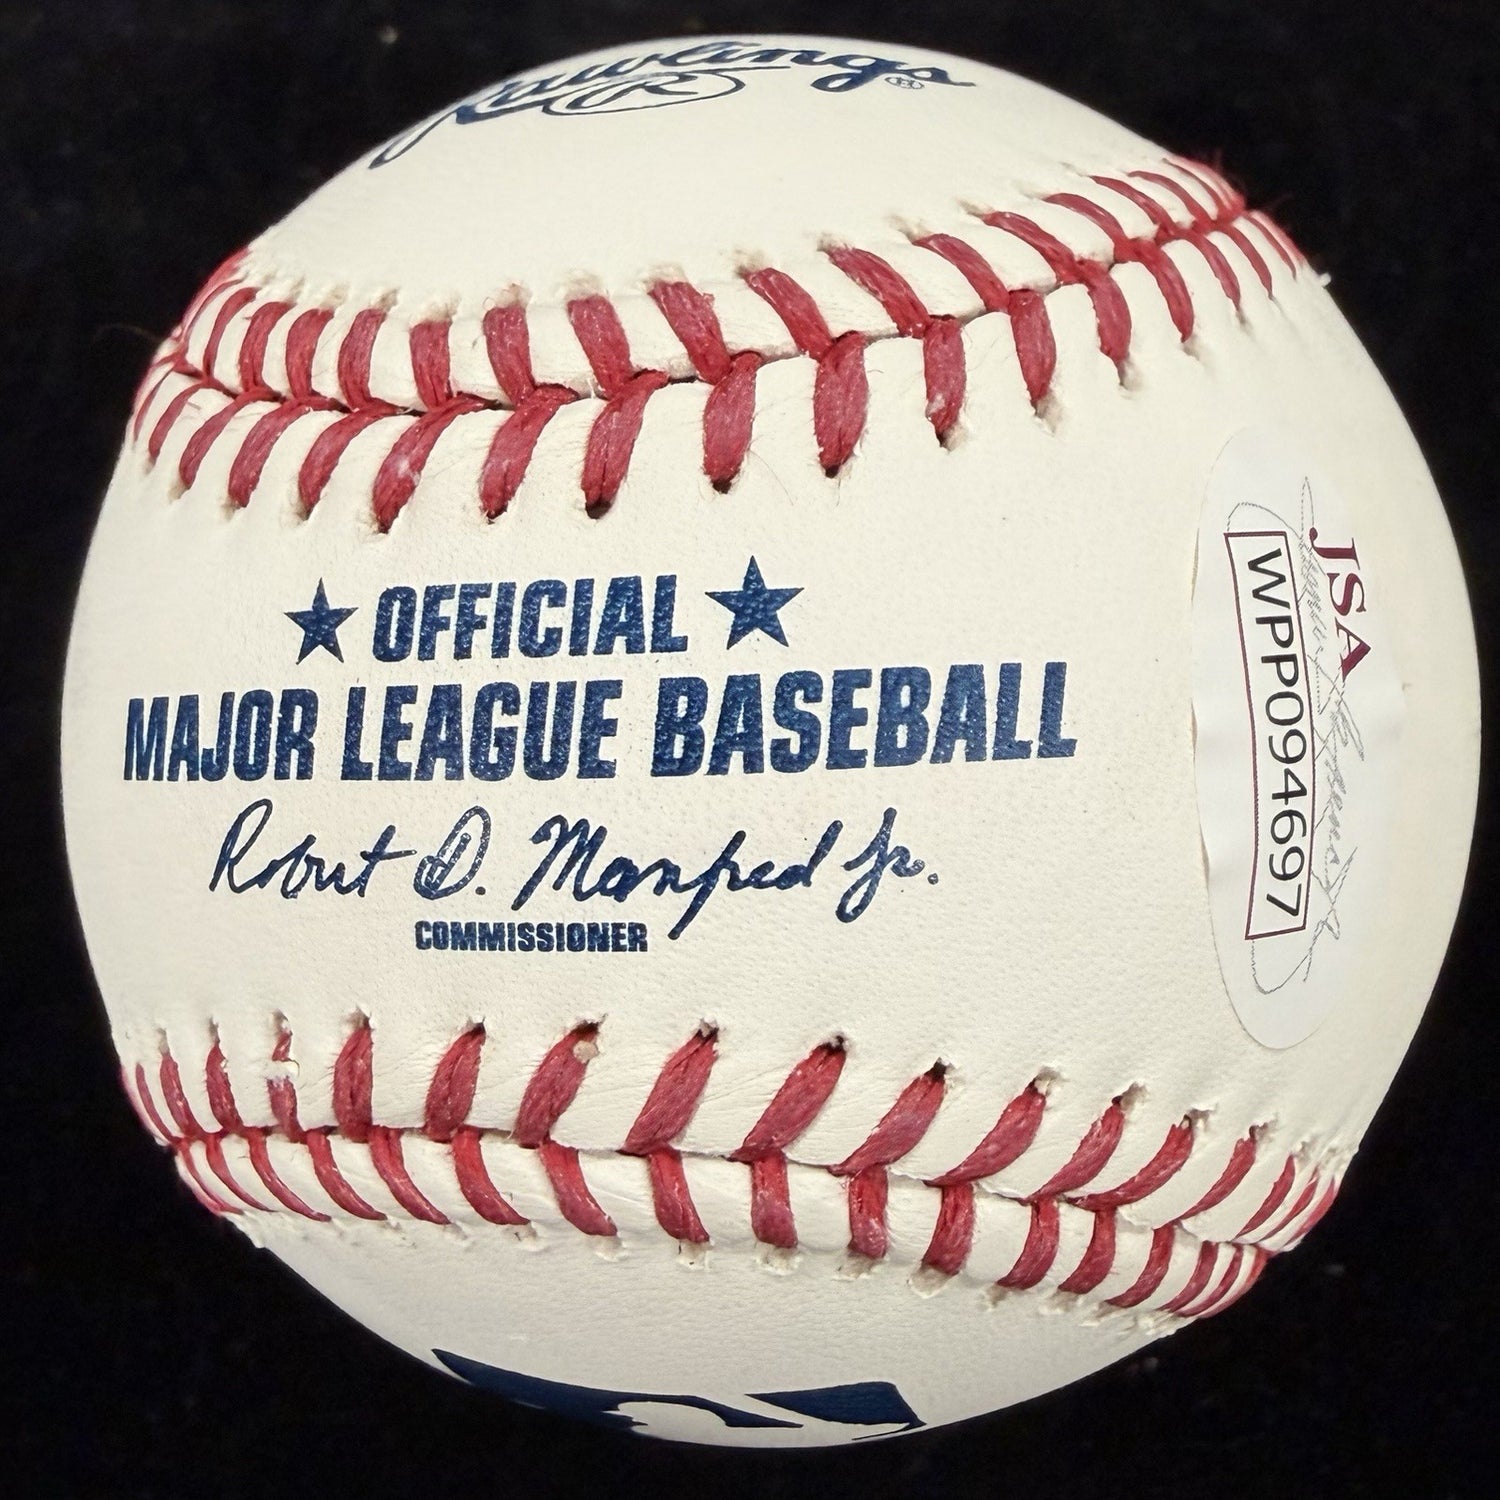 Rawlings®
R
★ OFFICIAL ★
MAJOR LEAGUE BASEBALL
Robert D. Manfred Jr.
COMMISSIONER
JSA
WPP094697